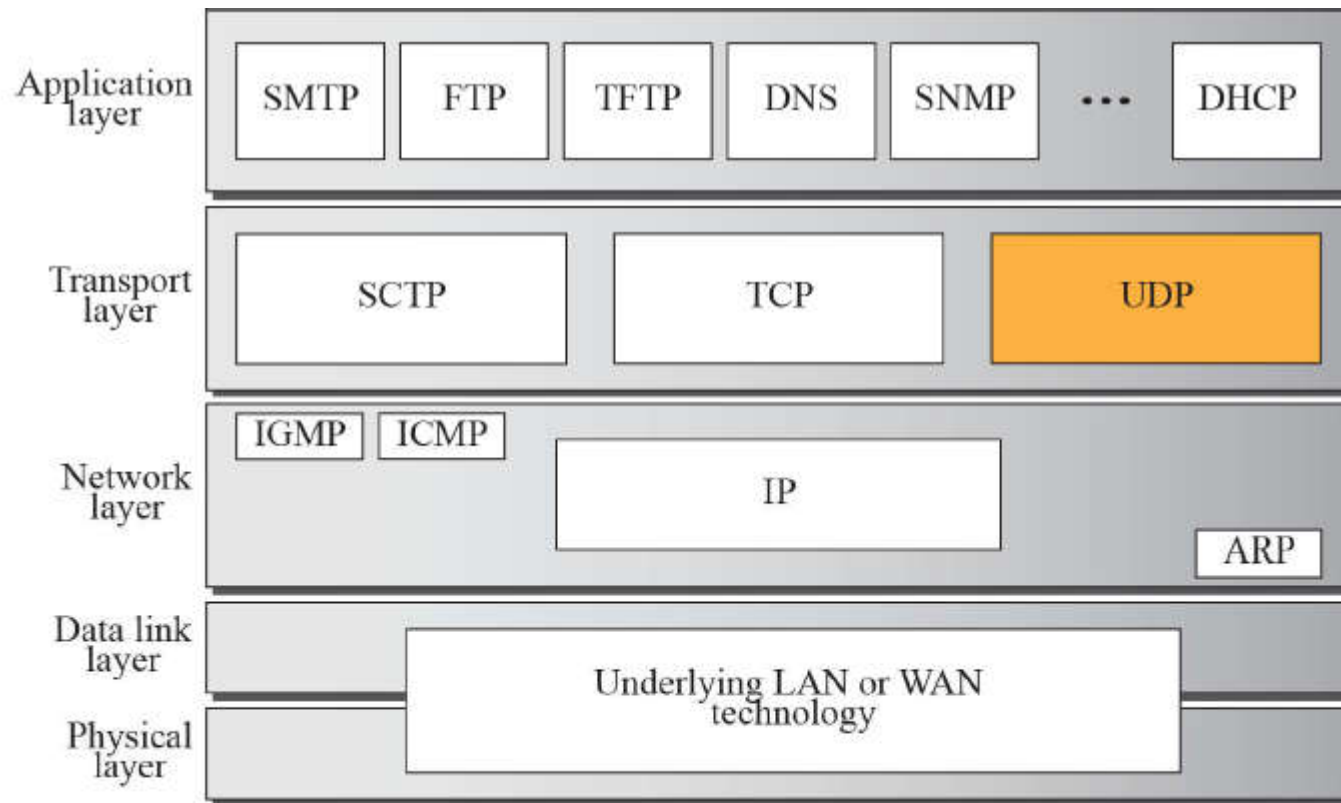 Application
layer
SMTP
FTP
TFTP
DNS
SNMP
...
DHCP
Transport
layer
SCTP
TCP
UDP
Network
layer
IGMP
ICMP
IP
ARP
Data link
layer
Underlying LAN or WAN
technology
Physical
layer